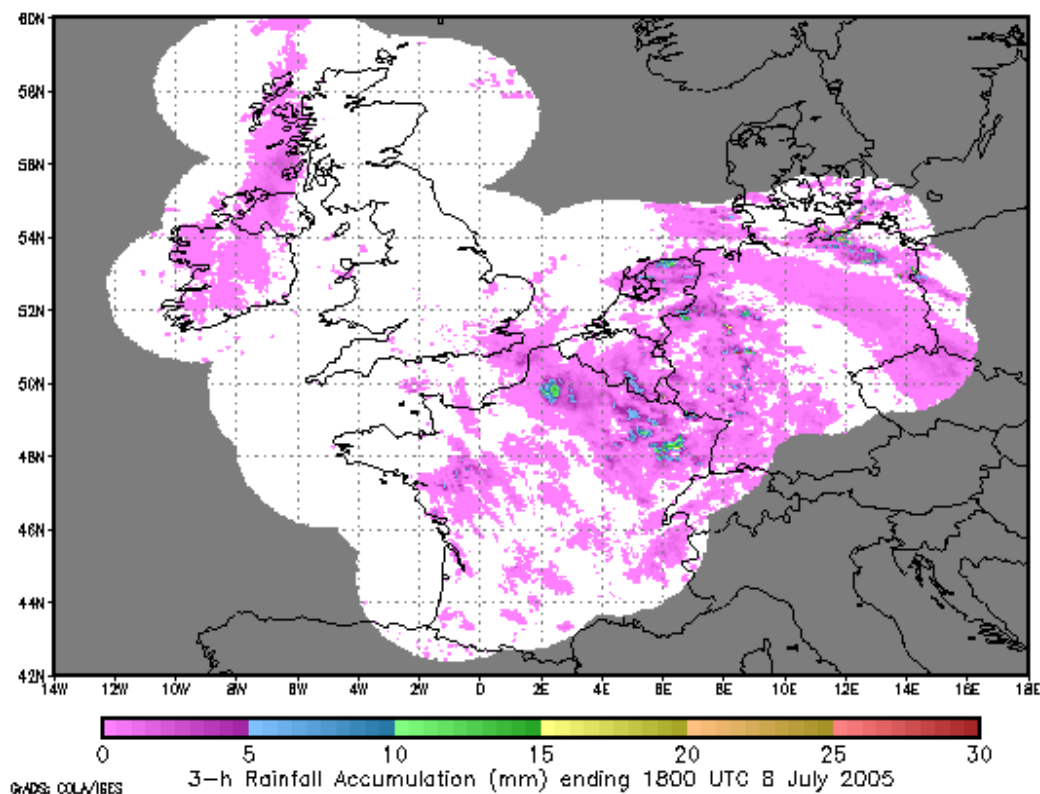 60N
58N
56N
54N
52N
50N
48N
46N
44N
42N
14W 12W 10W 8W 6W 4W 2W 0 2E 4E 6E 8E 10E 12E 14E 16E 18E
0 5 10 15 20 25 30
3-h Rainfall Accumulation (mm) ending 1800 UTC 8 July 2005
GrADS: COLA/IGES